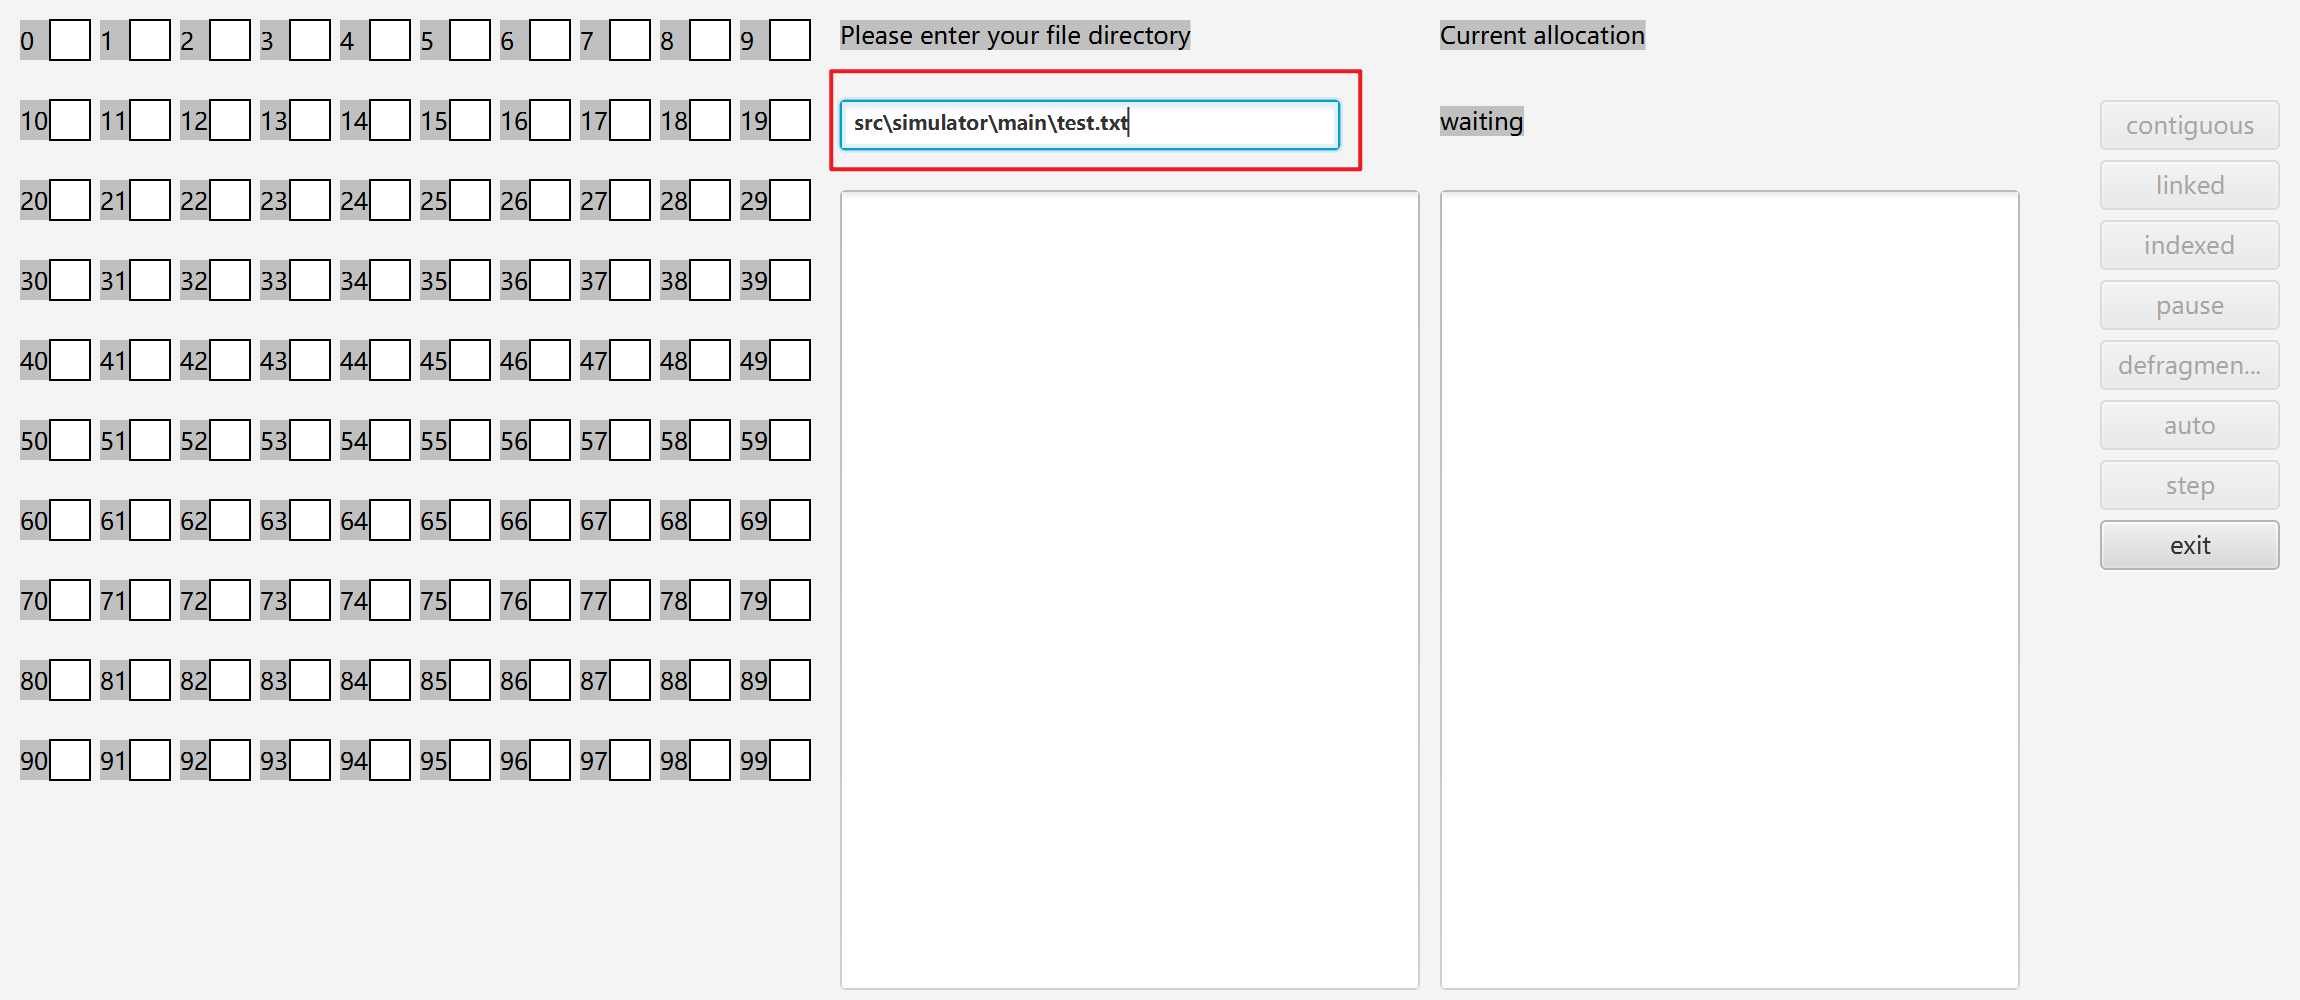 0 1 2 3 4 5 6 7 8 9
10 11 12 13 14 15 16 17 18 19
20 21 22 23 24 25 26 27 28 29
30 31 32 33 34 35 36 37 38 39
40 41 42 43 44 45 46 47 48 49
50 51 52 53 54 55 56 57 58 59
60 61 62 63 64 65 66 67 68 69
70 71 72 73 74 75 76 77 78 79
80 81 82 83 84 85 86 87 88 89
90 91 92 93 94 95 96 97 98 99
Please enter your file directory
src\simulator\main\test.txt
Current allocation
waiting
contiguous
linked
indexed
pause
defragmen...
auto
step
exit